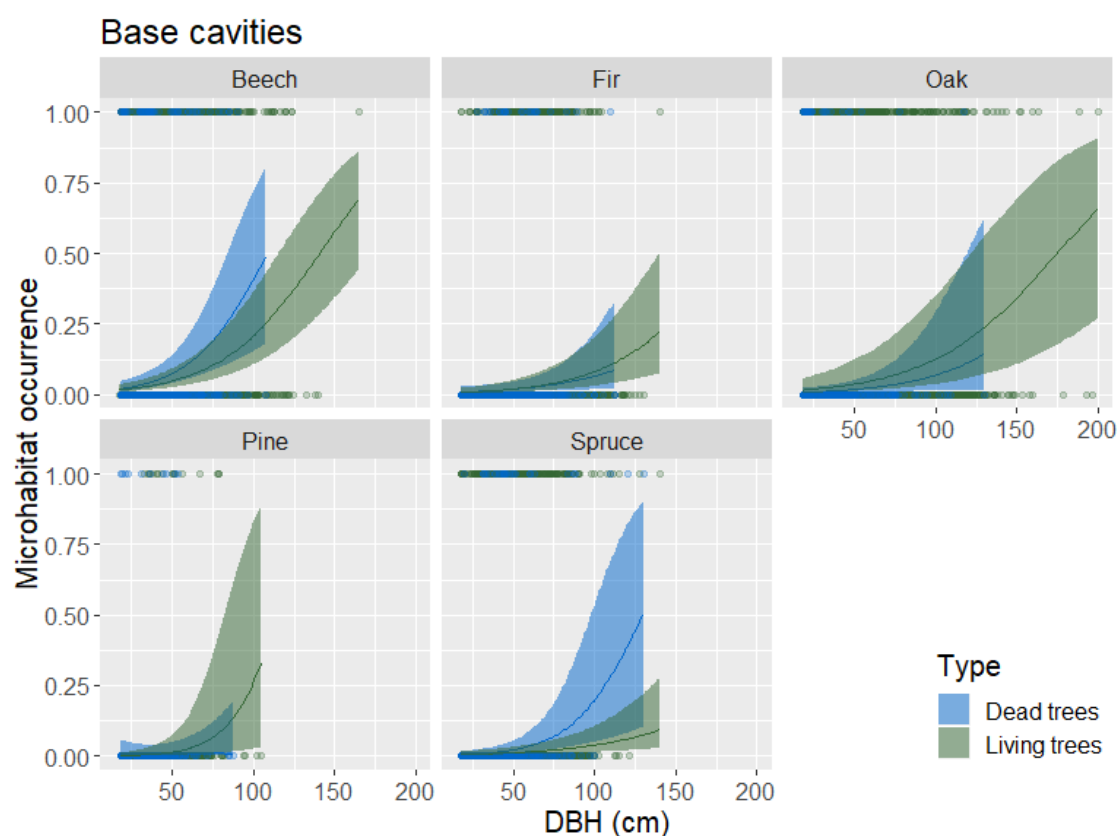 Base cavities
Beech
Fir
Oak
1.00
0.75
0.50
0.25
0.00
50
100
150
200
Pine
Spruce
1.00
0.75
0.50
0.25
0.00
50
100
150
200
50
100
150
200
Microhabitat occurrence
DBH (cm)
Type
Dead trees
Living trees